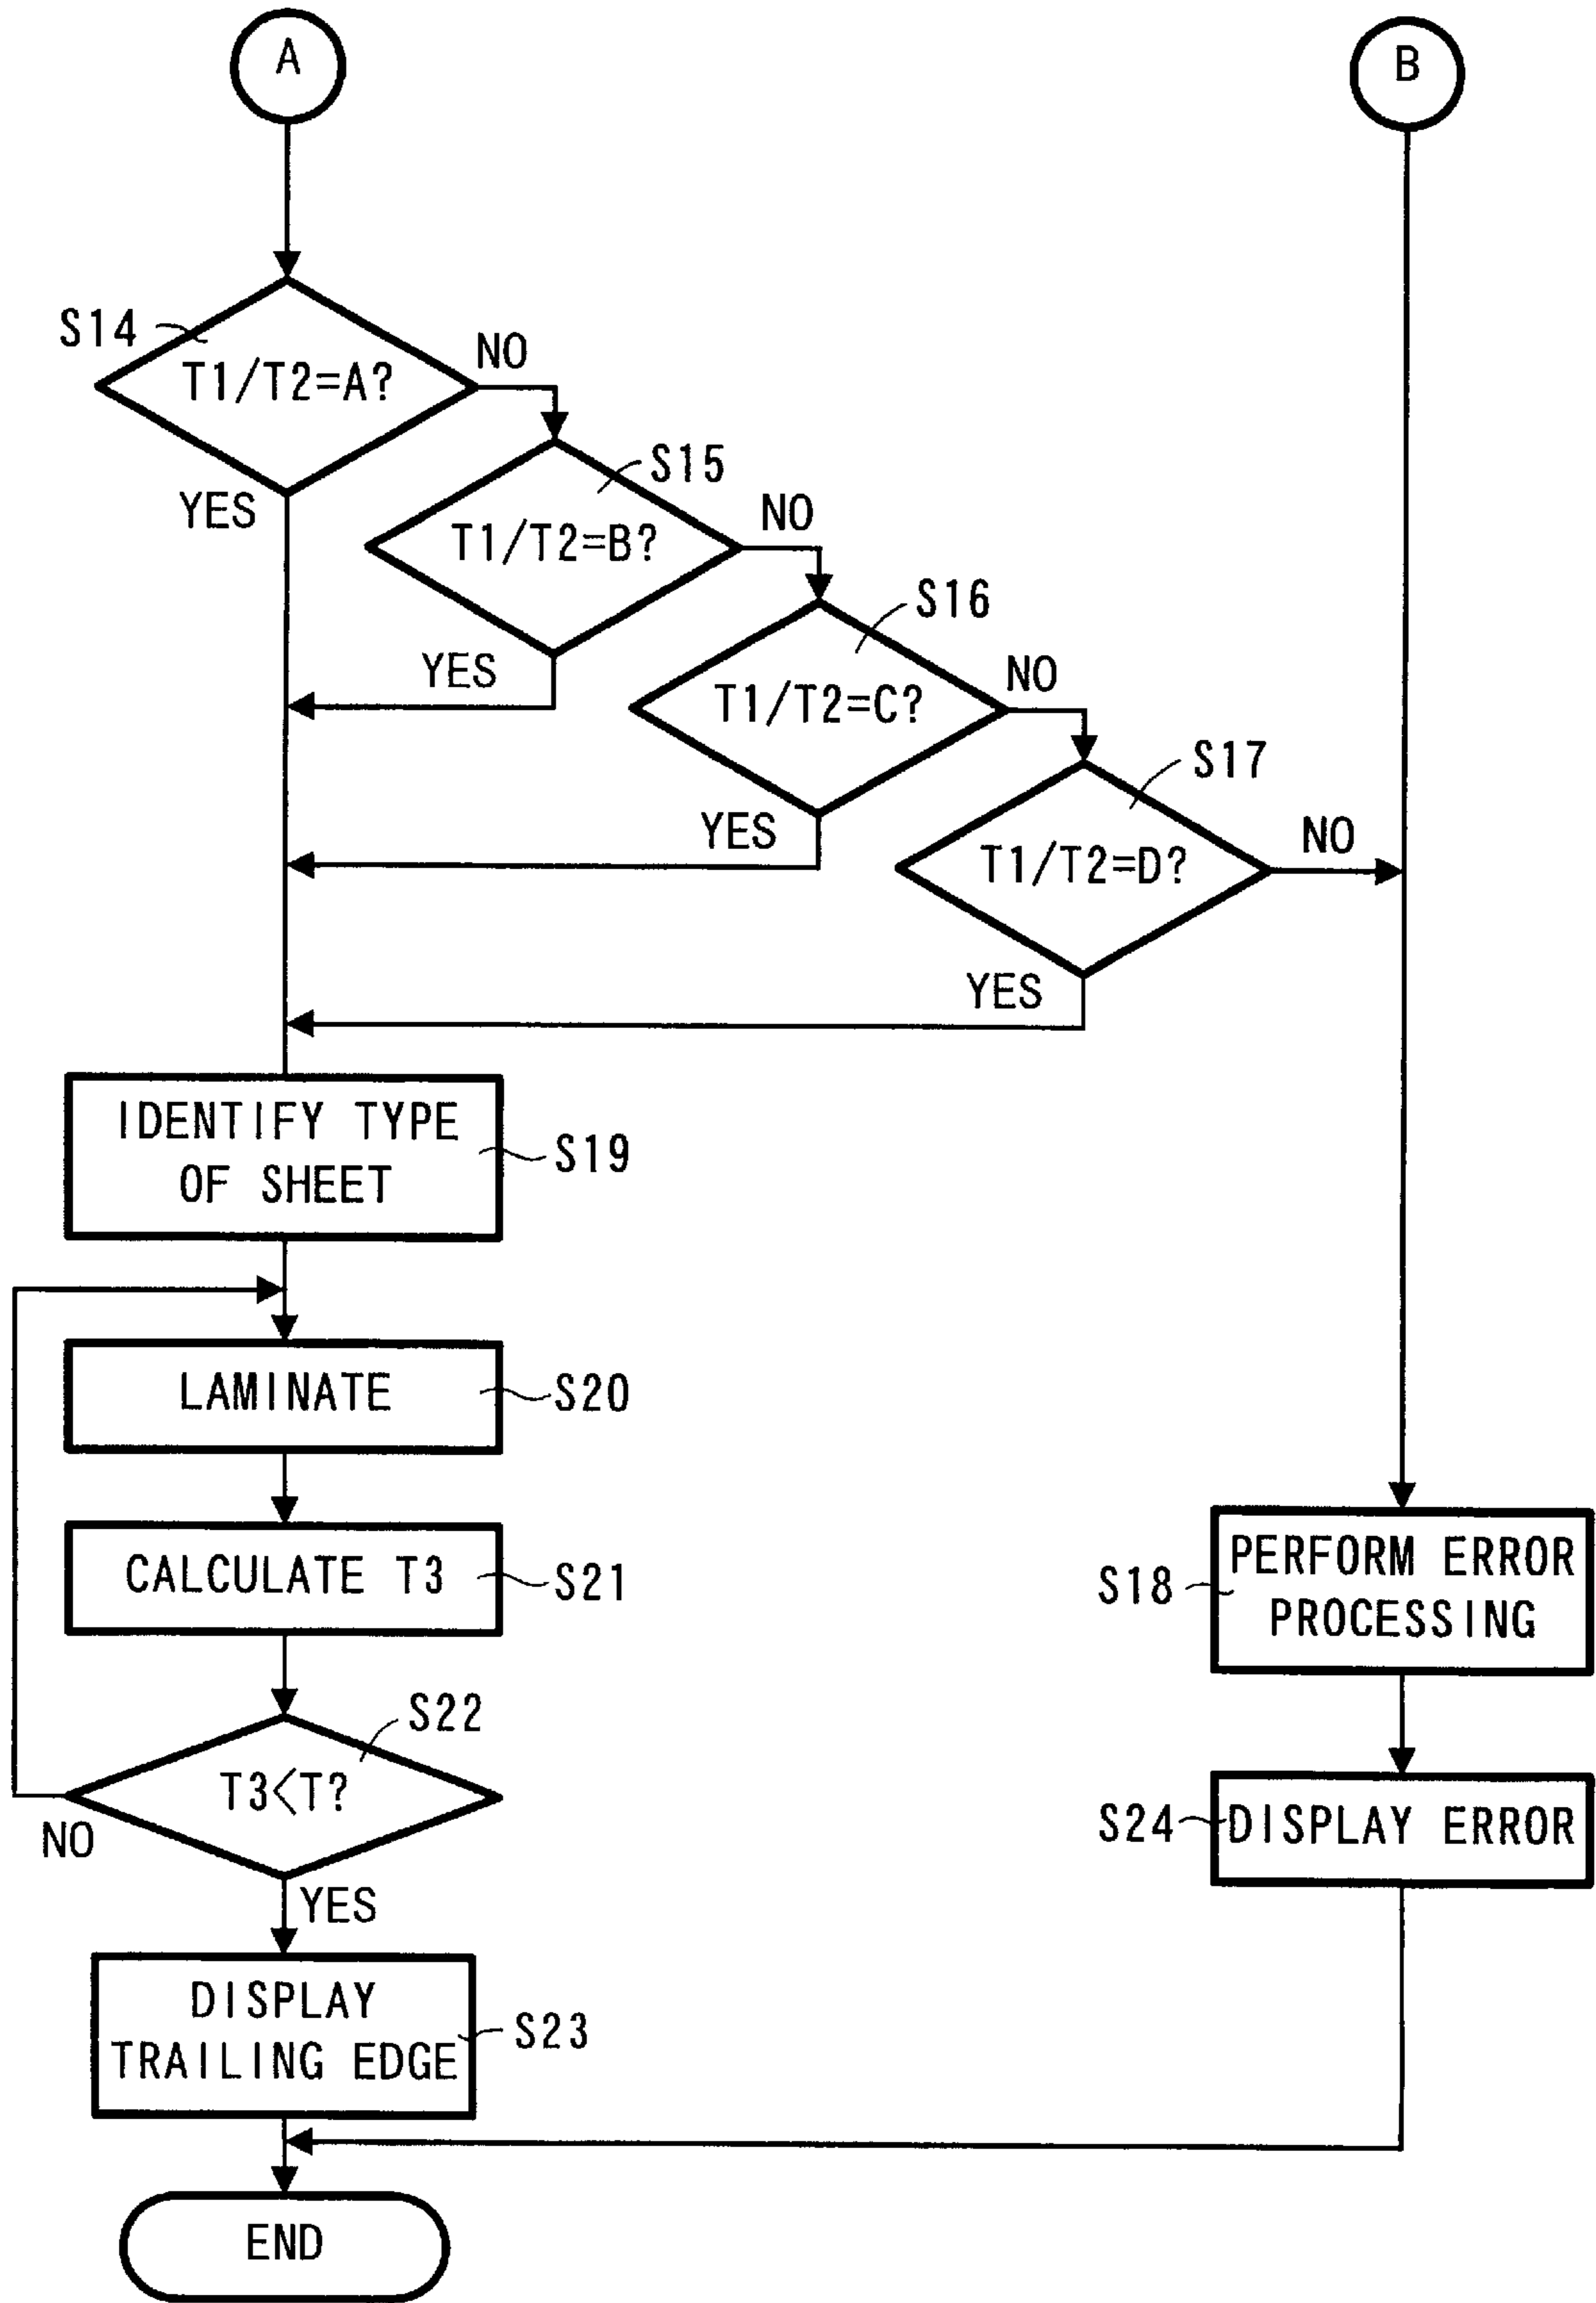 A
B
S14
T1/T2=A?
NO
YES
S15
T1/T2=B?
NO
YES
S16
T1/T2=C?
NO
YES
S17
T1/T2=D?
NO
YES
IDENTIFY TYPE
OF SHEET
S19
LAMINATE
S20
CALCULATE T3
S21
S22
T3<T?
NO
YES
DISPLAY
TRAILING EDGE
S23
S18
PERFORM ERROR
PROCESSING
S24
DISPLAY ERROR
END